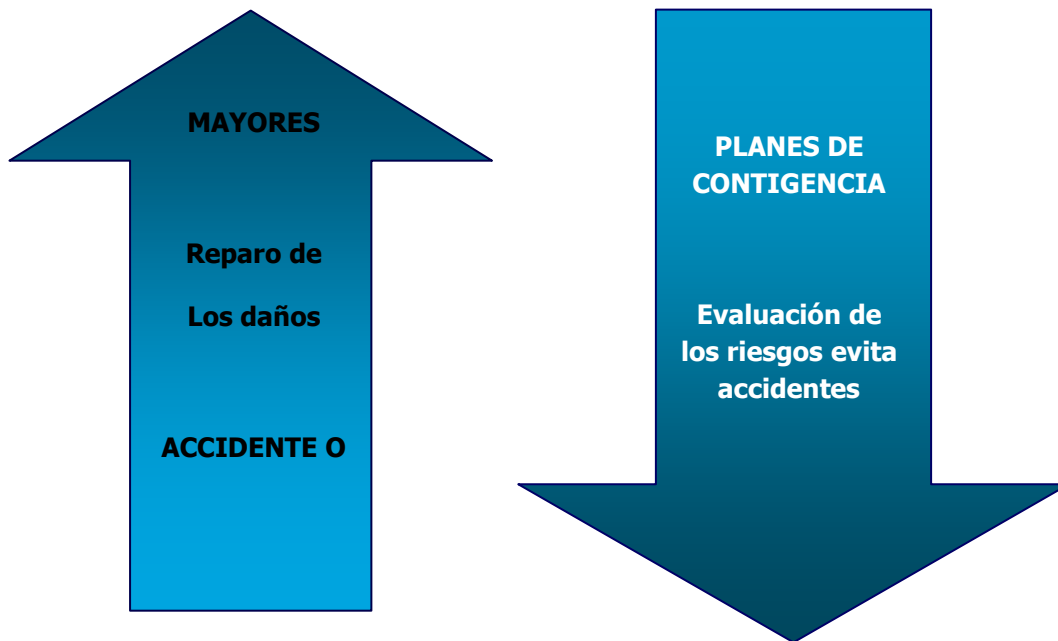 MAYORES
Reparo de
Los daños
ACCIDENTE O
PLANES DE
CONTIGENCIA
Evaluación de
los riesgos evita
accidentes